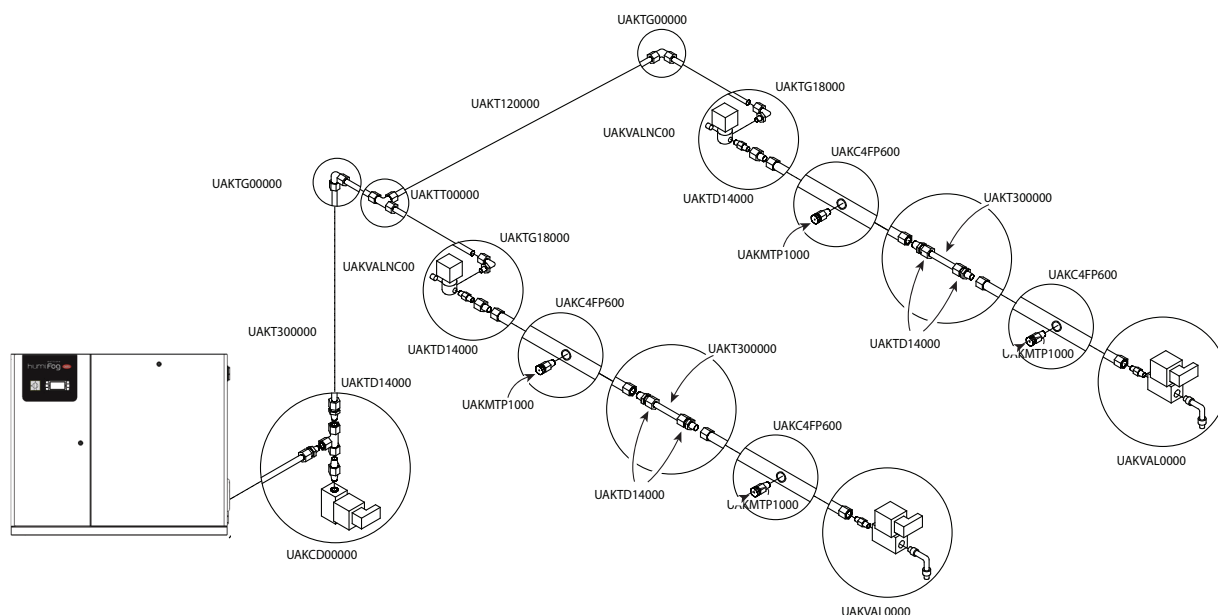 UAKTG00000
UAKTG18000
UAKT120000
UAKVALNC00
UAKC4FP600
UAKTG00000
UAKTT00000
UAKTD14000
UAKT300000
UAKTG18000
UAKMTP1000
UAKVALNC00
UAKC4FP600
UAKC4FP600
UAKT300000
UAKTD14000
UAKTD14000
UAKMTP1000
UAKT300000
UAKMTP1000
humiFog
UAKTD14000
UAKC4FP600
UAKVAL0000
UAKTD14000
UAKMTP1000
UAKCD00000
UAKVAL0000